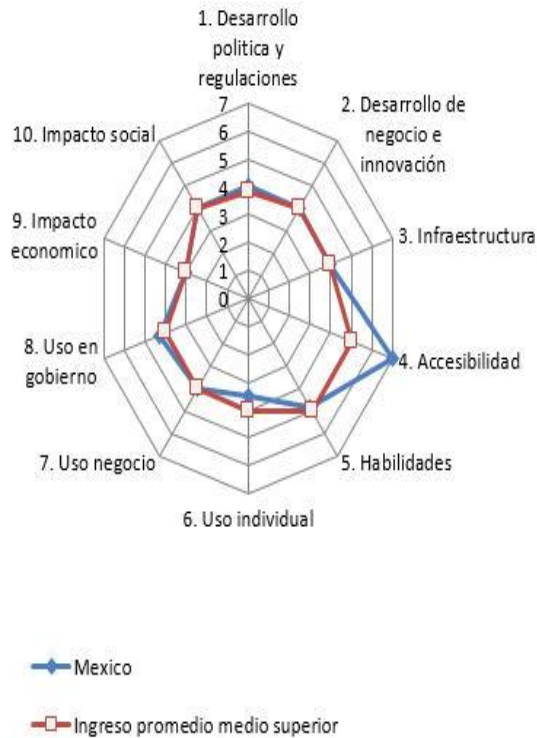 1. Desarrollo
politica y
regulaciones
2. Desarrollo de
negocio e
innovación
3. Infraestructura
4. Accesibilidad
5. Habilidades
6. Uso individual
7. Uso negocio
8. Uso en
gobierno
9. Impacto
economico
10. Impacto social
7
6
5
4
3
2
1
0
Mexico
Ingreso promedio medio superior